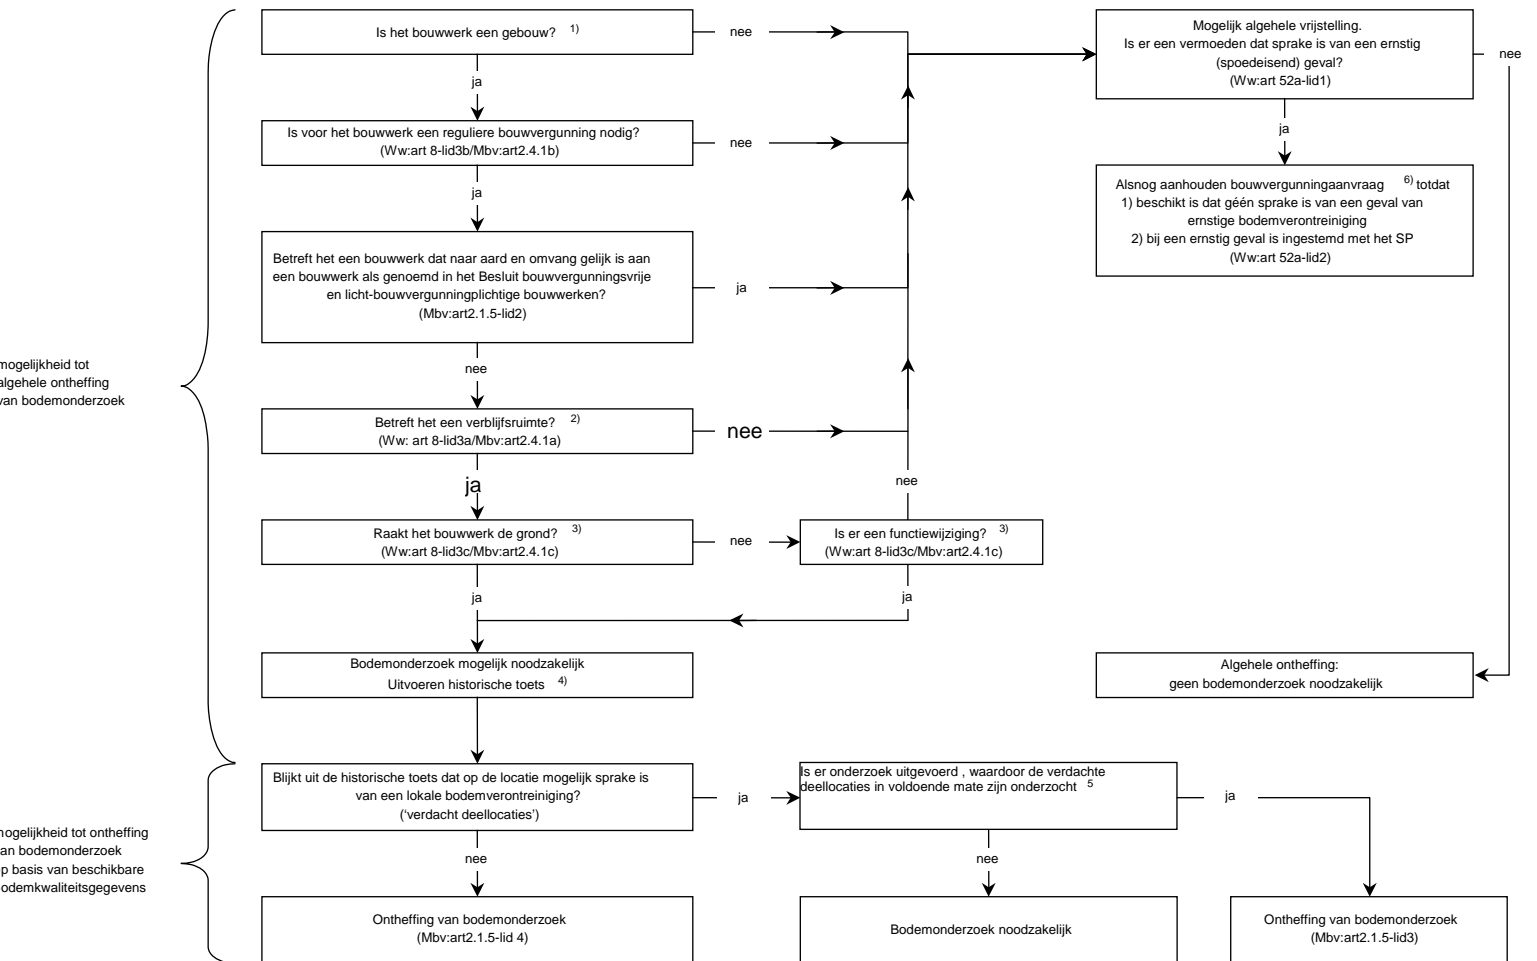 Is het bouwwerk een gebouw? 1)
nee
Mogelijk algehele vrijstelling.
Is er een vermoeden dat sprake is van een ernstig
(spoedeisend) geval?
(Ww:art 52a-lid1)
nee
ja
ja
Is voor het bouwwerk een reguliere bouwvergunning nodig?
(Ww:art 8-lid3b/Mbv:art2.4.1b)
nee
Alsnog aanhouden bouwvergunningaanvraag 6) totdat
1) beschikt is dat géén sprake is van een geval van
ernstige bodemverontreiniging
2) bij een ernstig geval is ingestemd met het SP
(Ww:art 52a-lid2)
ja
Betreft het een bouwwerk dat naar aard en omvang gelijk is aan
een bouwwerk als genoemd in het Besluit bouwvergunningsvrije
en licht-bouwvergunningplichtige bouwwerken?
(Mbv:art2.1.5-lid2)
ja
nee
mogelijkheid tot
algehele ontheffing
van bodemonderzoek
Betreft het een verblijfsruimte? 2)
(Ww: art 8-lid3a/Mbv:art2.4.1a)
nee
ja
nee
Raakt het bouwwerk de grond? 3)
(Ww:art 8-lid3c/Mbv:art2.4.1c)
nee
Is er een functiewijziging? 3)
(Ww:art 8-lid3c/Mbv:art2.4.1c)
ja
ja
Bodemonderzoek mogelijk noodzakelijk
Uitvoeren historische toets 4)
Algehele ontheffing:
geen bodemonderzoek noodzakelijk
Blijkt uit de historische toets dat op de locatie mogelijk sprake is
van een lokale bodemverontreiniging?
(‘verdacht deellocaties’)
ja
Is er onderzoek uitgevoerd , waardoor de verdachte
deellocaties in voldoende mate zijn onderzocht 5
ja
mogelijkheid tot ontheffing
van bodemonderzoek
op basis van beschikbare
bodemkwaliteitsgegevens
nee
nee
Ontheffing van bodemonderzoek
(Mbv:art2.1.5-lid 4)
Bodemonderzoek noodzakelijk
Ontheffing van bodemonderzoek
(Mbv:art2.1.5-lid3)